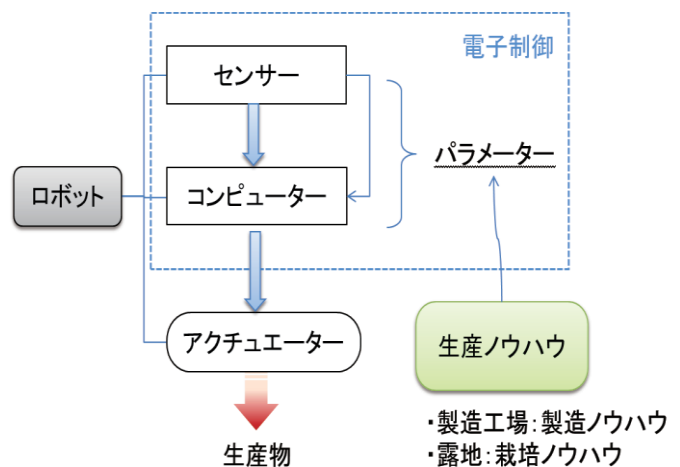 電子制御
センサー
パラメーター
ロボット
コンピューター
アクチュエーター
生産ノウハウ
・製造工場：製造ノウハウ
・露地：栽培ノウハウ
生産物